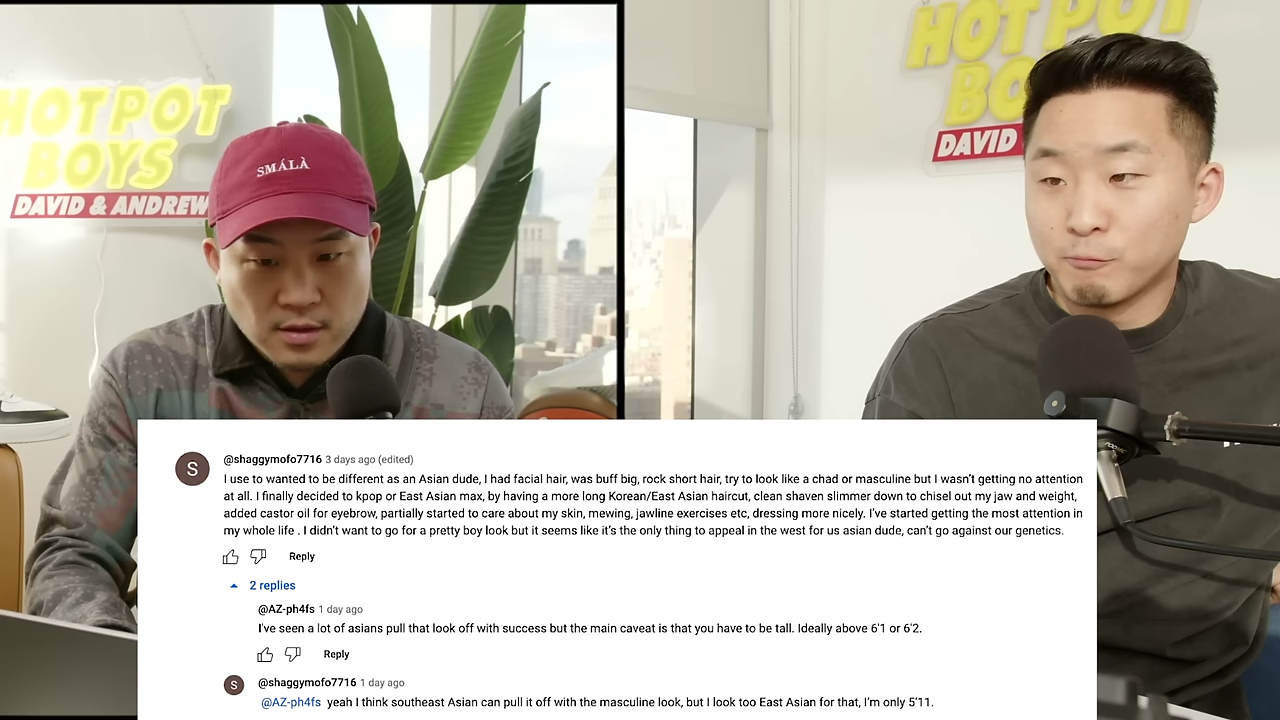 HOT POT
BOYS
DAVID & ANDREW
SMÁLÀ
HOT POT
BO
DAVID
S
@shaggymofo7716 3 days ago (edited)
I use to wanted to be different as an Asian dude, I had facial hair, was buff big, rock short hair, try to look like a chad or masculine but I wasn't getting no attention
at all. I finally decided to kpop or East Asian max, by having a more long Korean/East Asian haircut, clean shaven slimmer down to chisel out my jaw and weight,
added castor oil for eyebrow, partially started to care about my skin, mewing, jawline exercises etc, dressing more nicely. I've started getting the most attention in
my whole life . I didn't want to go for a pretty boy look but it seems like it's the only thing to appeal in the west for us asian dude, can't go against our genetics.
Reply
2 replies
@AZ-ph4fs 1 day ago
I've seen a lot of asians pull that look off with success but the main caveat is that you have to be tall. Ideally above 6'1 or 6'2.
Reply
S
@shaggymofo7716 1 day ago
@AZ-ph4fs yeah I think southeast Asian can pull it off with the masculine look, but I look too East Asian for that, I'm only 5'11.